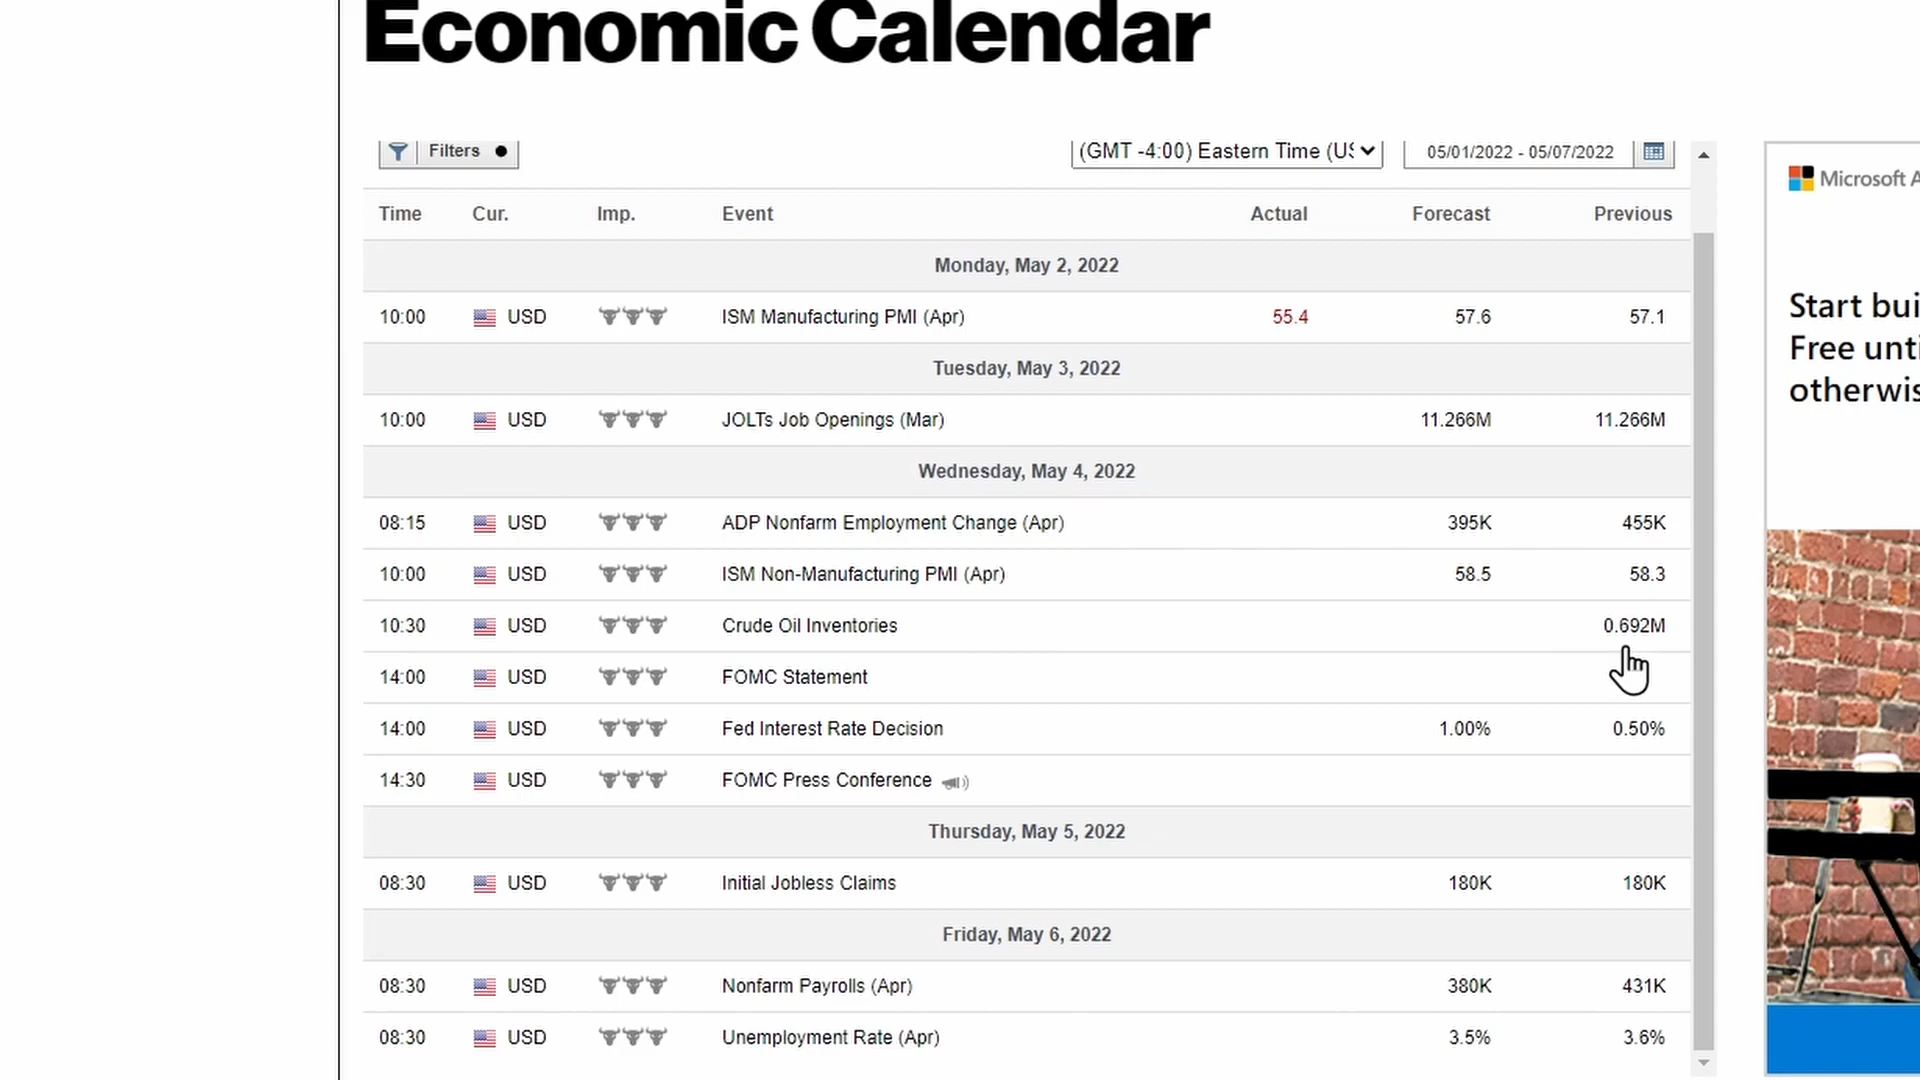 Economic Calendar
Filters
(GMT -4:00) Eastern Time (US
05/01/2022 - 05/07/2022
Time Cur. Imp. Event Actual Forecast Previous
Monday, May 2, 2022
10:00 USD ISM Manufacturing PMI (Apr) 55.4 57.6 57.1
Tuesday, May 3, 2022
10:00 USD JOLTs Job Openings (Mar) 11.266M 11.266M
Wednesday, May 4, 2022
08:15 USD ADP Nonfarm Employment Change (Apr) 395K 455K
10:00 USD ISM Non-Manufacturing PMI (Apr) 58.5 58.3
10:30 USD Crude Oil Inventories 0.692M
14:00 USD FOMC Statement
14:00 USD Fed Interest Rate Decision 1.00% 0.50%
14:30 USD FOMC Press Conference
Thursday, May 5, 2022
08:30 USD Initial Jobless Claims 180K 180K
Friday, May 6, 2022
08:30 USD Nonfarm Payrolls (Apr) 380K 431K
08:30 USD Unemployment Rate (Apr) 3.5% 3.6%
Microsoft A
Start bui
Free unti
otherwis